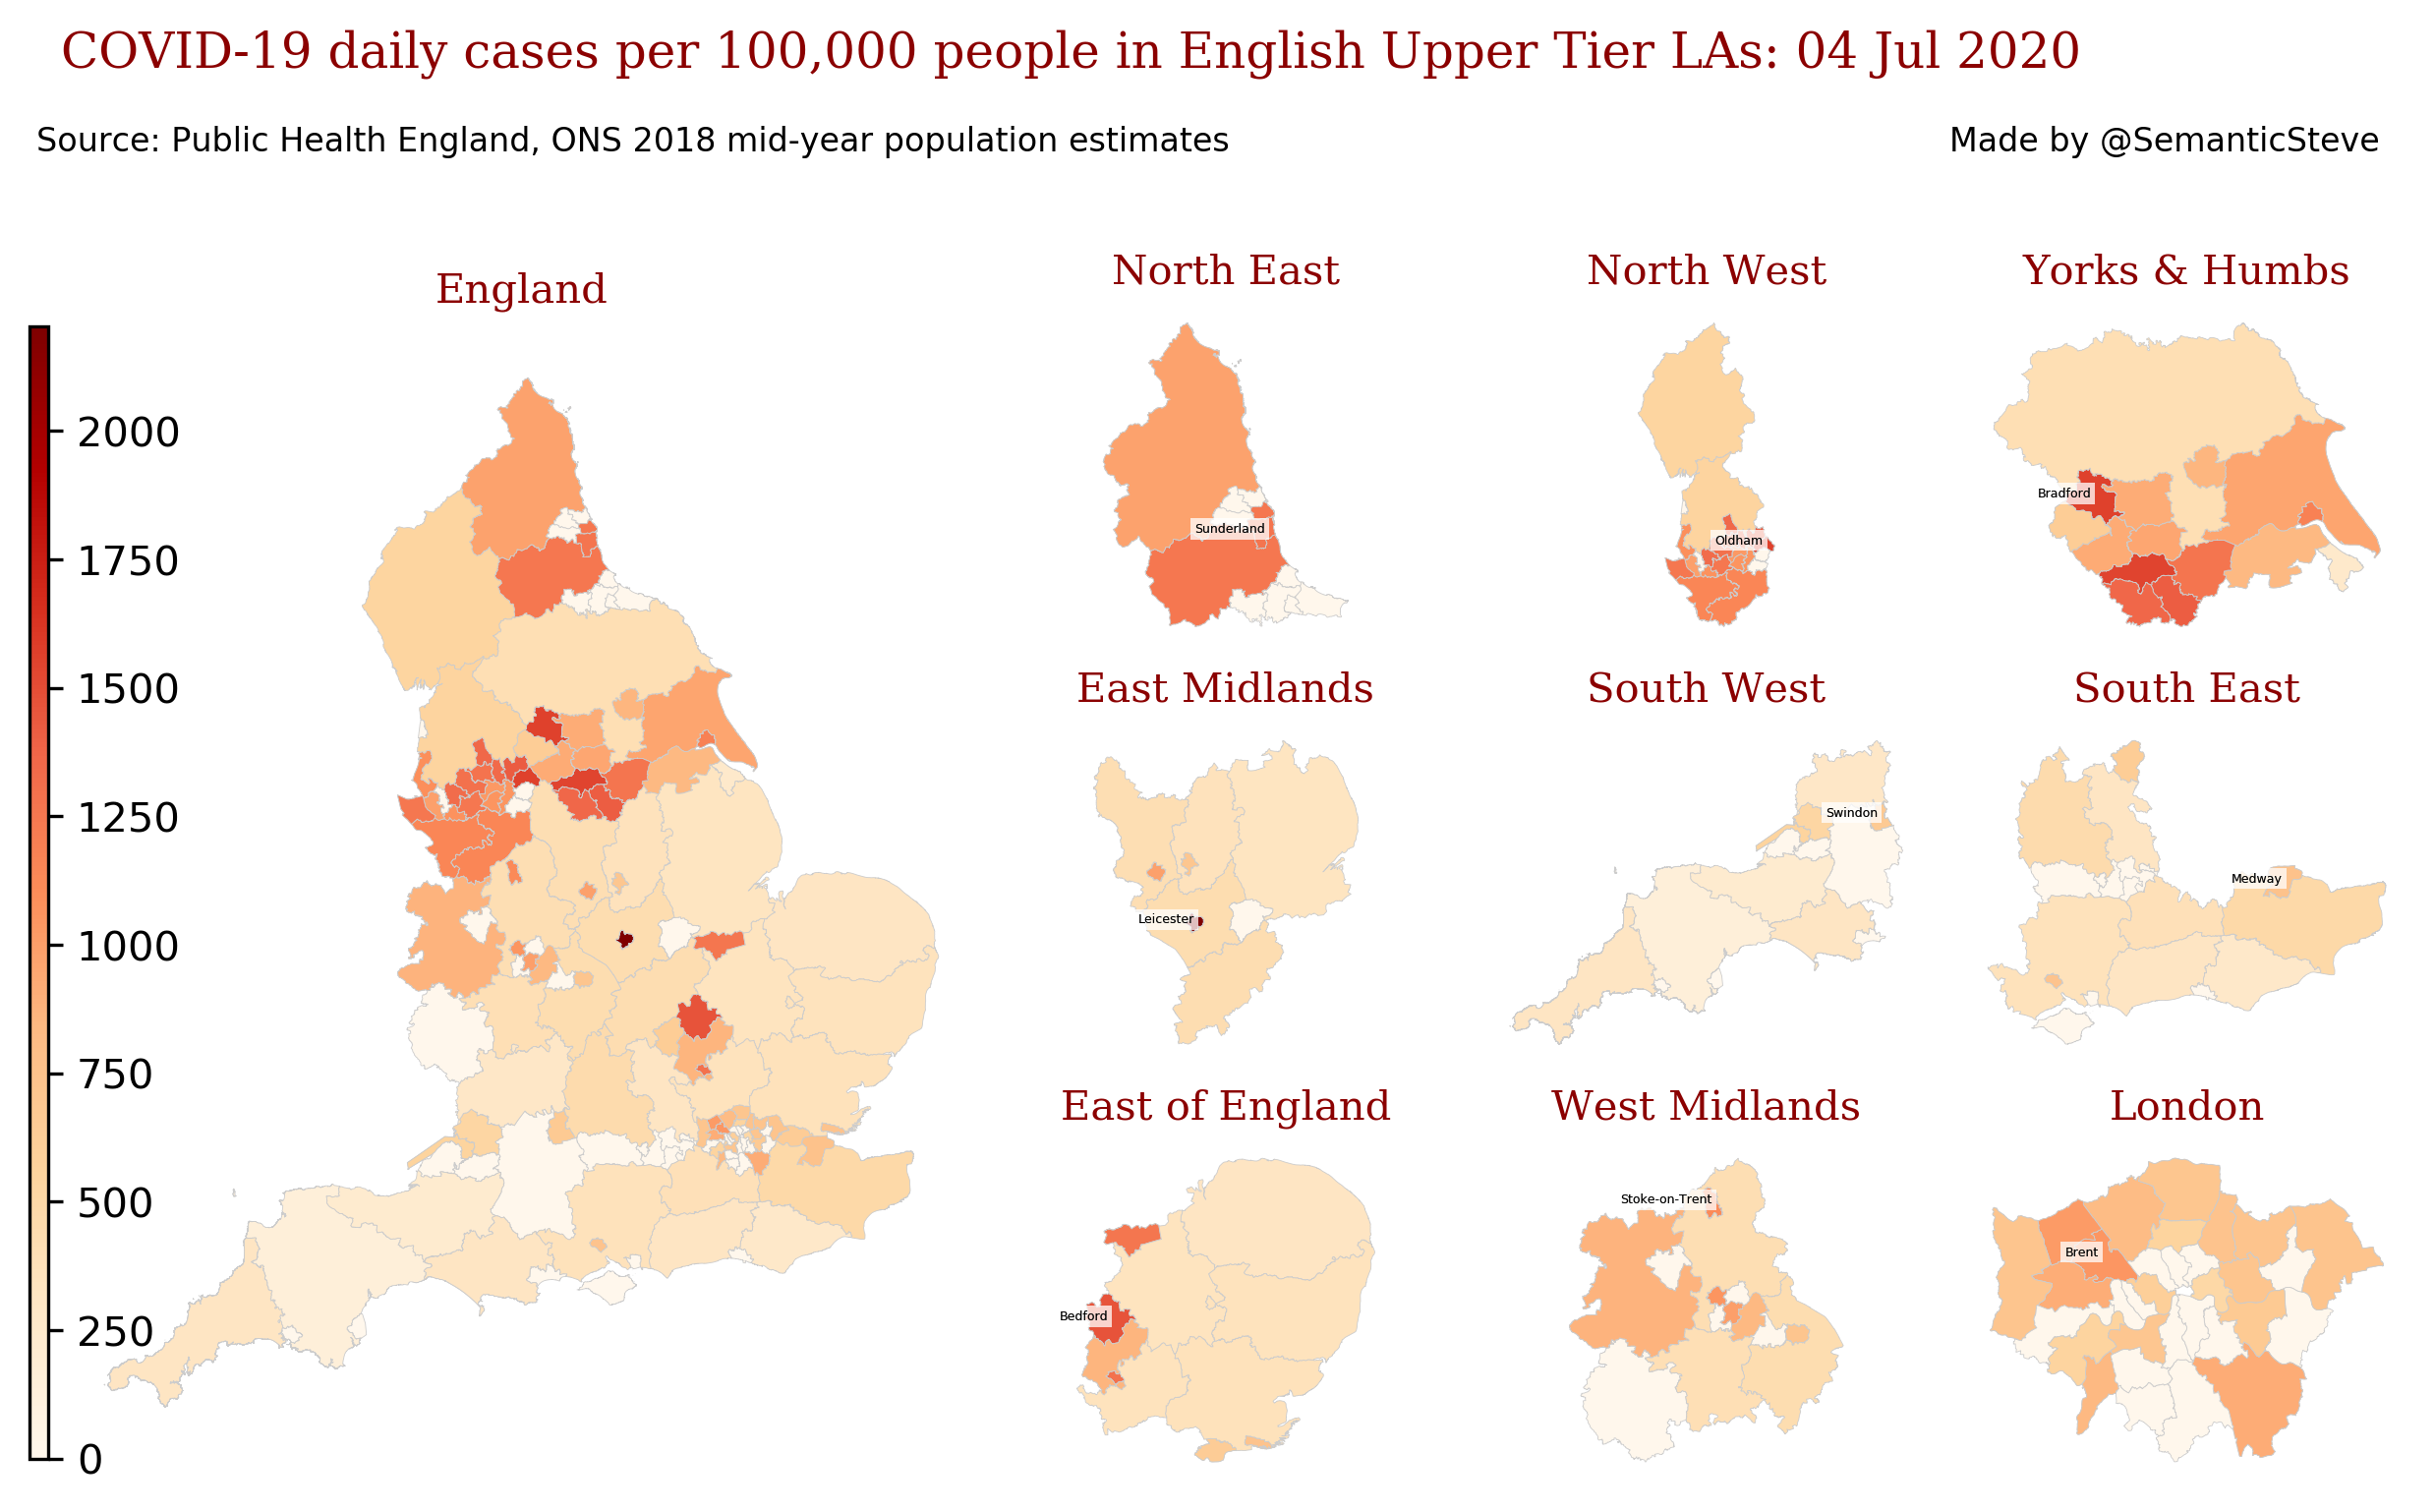 COVID-19 daily cases per 100,000 people in English Upper Tier LAs: 04 Jul 2020
Source: Public Health England, ONS 2018 mid-year population estimates
Made by @SemanticSteve
England
2000
1750
1500
1250
1000
750
500
250
0
North East
Sunderland
North West
Oldham
Yorks & Humbs
Bradford
East Midlands
Leicester
South West
Swindon
South East
Medway
East of England
Bedford
West Midlands
Stoke-on-Trent
London
Brent